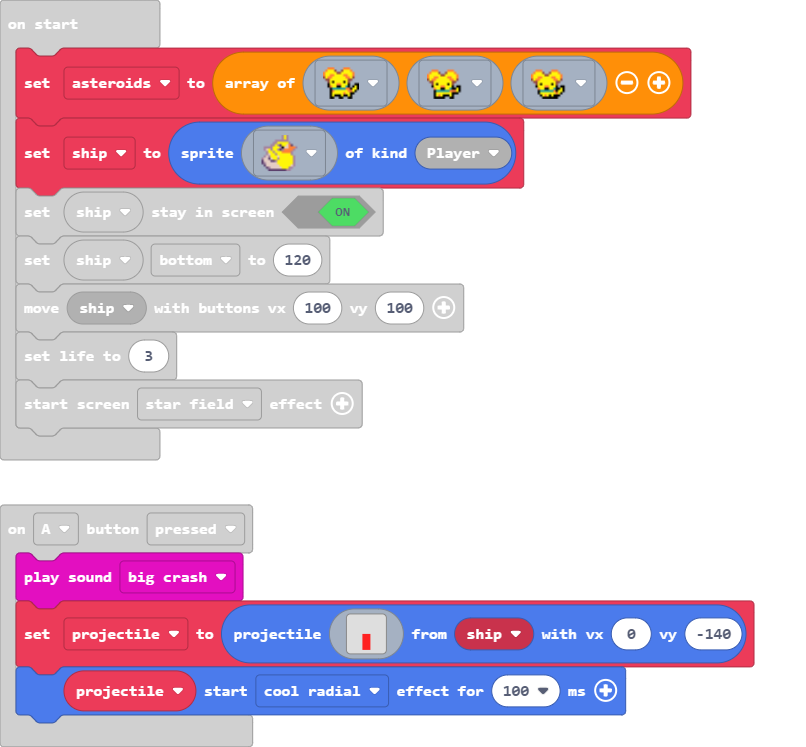 on start
set asteroids to array of
set ship to sprite of kind Player
set ship stay in screen ON
set ship bottom to 120
move ship with buttons vx 100 vy 100
set life to 3
start screen star field effect
on A button pressed
play sound big crash
set projectile to projectile from ship with vx 0 vy -140
projectile start cool radial effect for 100 ms